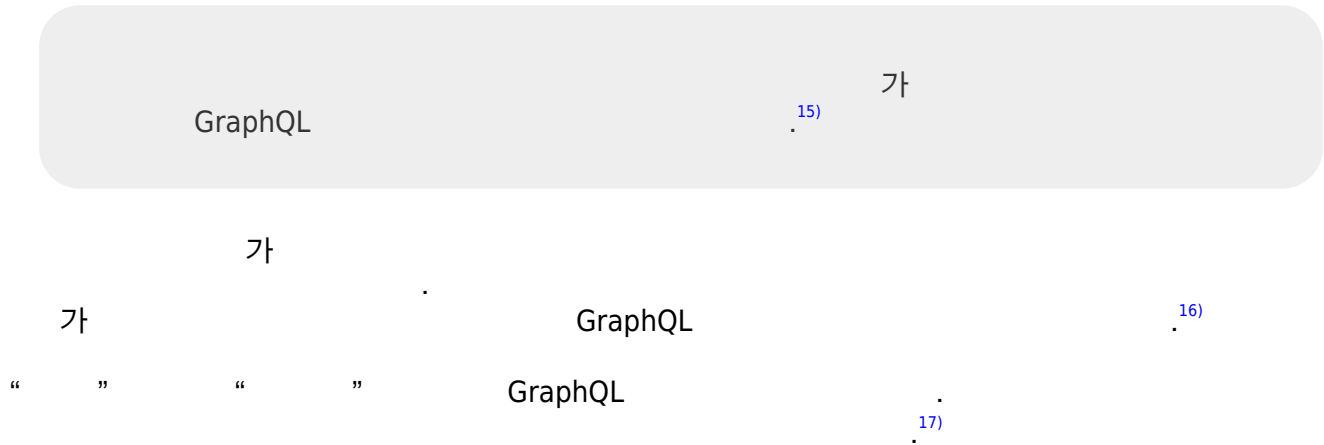 가
GraphQL .15)
가
.
가 GraphQL .16)
“ ” “ ” GraphQL .
.17)